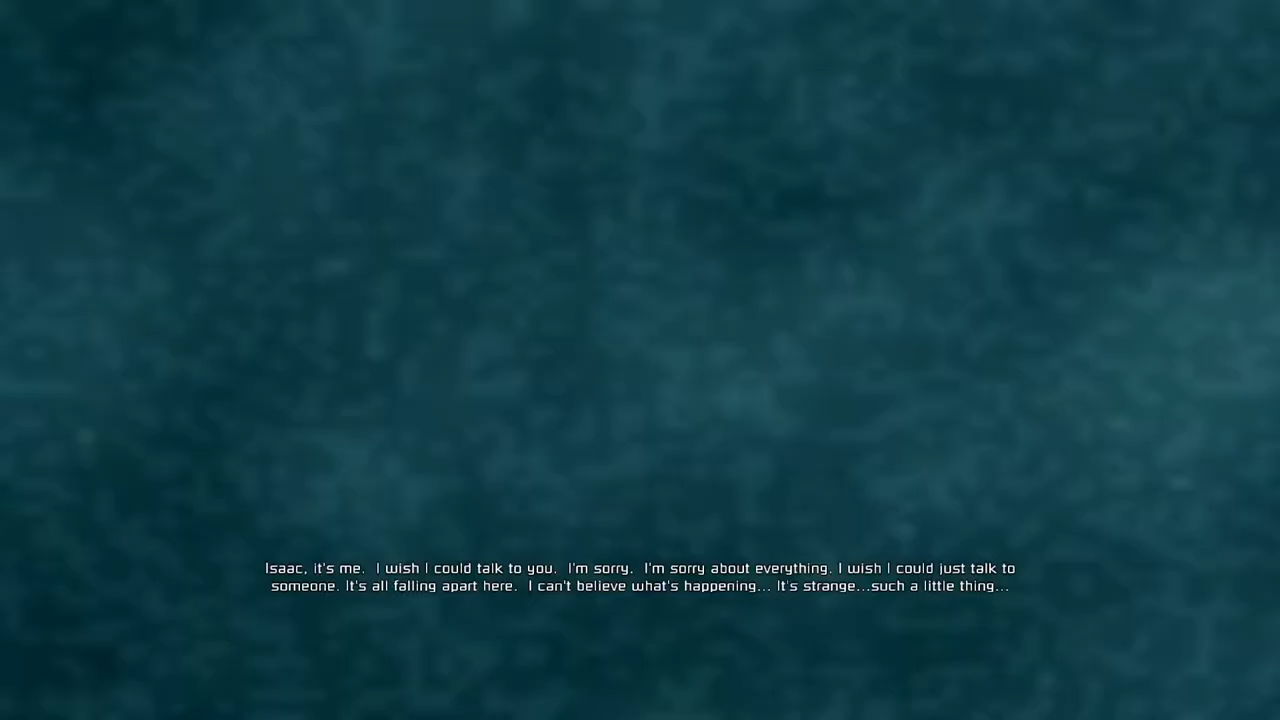 Isaac, it's me.  I wish I could talk to you.  I'm sorry.  I'm sorry about everything. I wish I could just talk to
someone. It's all falling apart here.  I can't believe what's happening... It's strange...such a little thing...